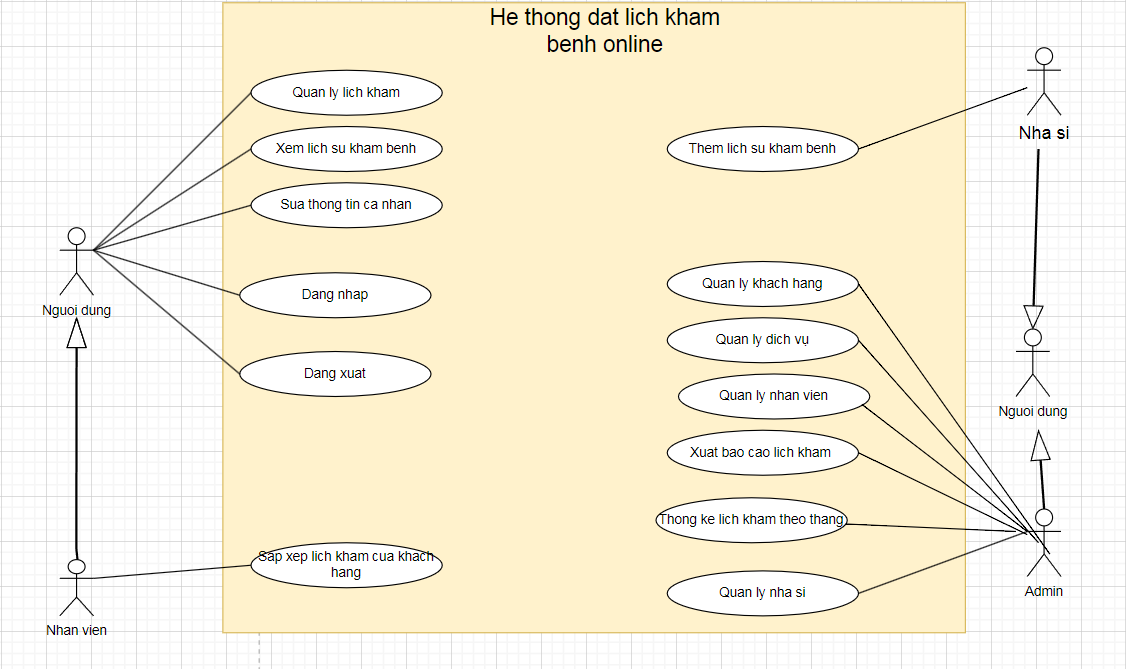 He thong dat lich kham
benh online
Quan ly lich kham
Xem lich su kham benh
Sua thong tin ca nhan
Dang nhap
Dang xuat
Sap xep lich kham cua khach
hang
Nguoi dung
Nhan vien
Them lich su kham benh
Quan ly khach hang
Quan ly dich vụ
Quan ly nhan vien
Xuat bao cao lich kham
Thong ke lich kham theo thang
Quan ly nha si
Nha si
Nguoi dung
Admin